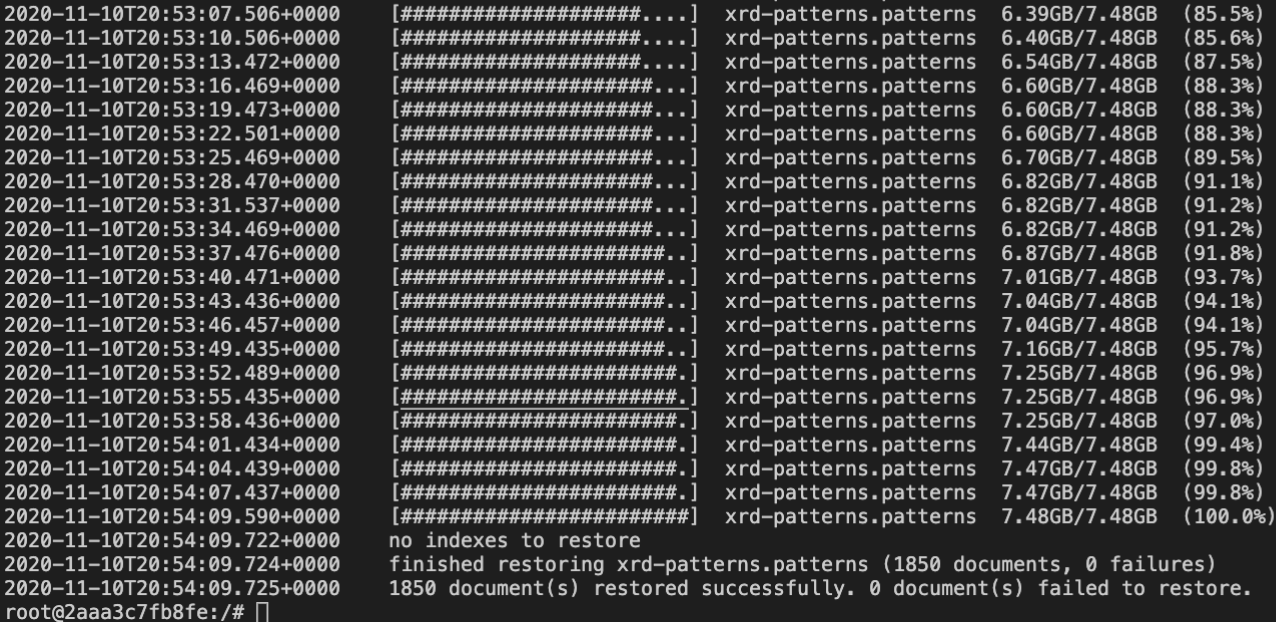 2020-11-10T20:53:07.506+0000    [####################....]  xrd-patterns.patterns  6.39GB/7.48GB  (85.5%)
2020-11-10T20:53:10.506+0000    [####################....]  xrd-patterns.patterns  6.40GB/7.48GB  (85.6%)
2020-11-10T20:53:13.472+0000    [####################....]  xrd-patterns.patterns  6.54GB/7.48GB  (87.5%)
2020-11-10T20:53:16.469+0000    [#####################...]  xrd-patterns.patterns  6.60GB/7.48GB  (88.3%)
2020-11-10T20:53:19.473+0000    [#####################...]  xrd-patterns.patterns  6.60GB/7.48GB  (88.3%)
2020-11-10T20:53:22.501+0000    [#####################...]  xrd-patterns.patterns  6.60GB/7.48GB  (88.3%)
2020-11-10T20:53:25.469+0000    [#####################...]  xrd-patterns.patterns  6.70GB/7.48GB  (89.5%)
2020-11-10T20:53:28.470+0000    [#####################...]  xrd-patterns.patterns  6.82GB/7.48GB  (91.1%)
2020-11-10T20:53:31.537+0000    [#####################...]  xrd-patterns.patterns  6.82GB/7.48GB  (91.2%)
2020-11-10T20:53:34.469+0000    [#####################...]  xrd-patterns.patterns  6.82GB/7.48GB  (91.2%)
2020-11-10T20:53:37.476+0000    [######################..]  xrd-patterns.patterns  6.87GB/7.48GB  (91.8%)
2020-11-10T20:53:40.471+0000    [######################..]  xrd-patterns.patterns  7.01GB/7.48GB  (93.7%)
2020-11-10T20:53:43.436+0000    [######################..]  xrd-patterns.patterns  7.04GB/7.48GB  (94.1%)
2020-11-10T20:53:46.457+0000    [######################..]  xrd-patterns.patterns  7.04GB/7.48GB  (94.1%)
2020-11-10T20:53:49.435+0000    [######################..]  xrd-patterns.patterns  7.16GB/7.48GB  (95.7%)
2020-11-10T20:53:52.489+0000    [#######################.]  xrd-patterns.patterns  7.25GB/7.48GB  (96.9%)
2020-11-10T20:53:55.435+0000    [#######################.]  xrd-patterns.patterns  7.25GB/7.48GB  (96.9%)
2020-11-10T20:53:58.436+0000    [#######################.]  xrd-patterns.patterns  7.25GB/7.48GB  (97.0%)
2020-11-10T20:54:01.434+0000    [#######################.]  xrd-patterns.patterns  7.44GB/7.48GB  (99.4%)
2020-11-10T20:54:04.439+0000    [#######################.]  xrd-patterns.patterns  7.47GB/7.48GB  (99.8%)
2020-11-10T20:54:07.437+0000    [#######################.]  xrd-patterns.patterns  7.47GB/7.48GB  (99.8%)
2020-11-10T20:54:09.590+0000    [########################]  xrd-patterns.patterns  7.48GB/7.48GB  (100.0%)
2020-11-10T20:54:09.722+0000    no indexes to restore
2020-11-10T20:54:09.724+0000    finished restoring xrd-patterns.patterns (1850 documents, 0 failures)
2020-11-10T20:54:09.725+0000    1850 document(s) restored successfully. 0 document(s) failed to restore.
root@2aaa3c7fb8fe:/#